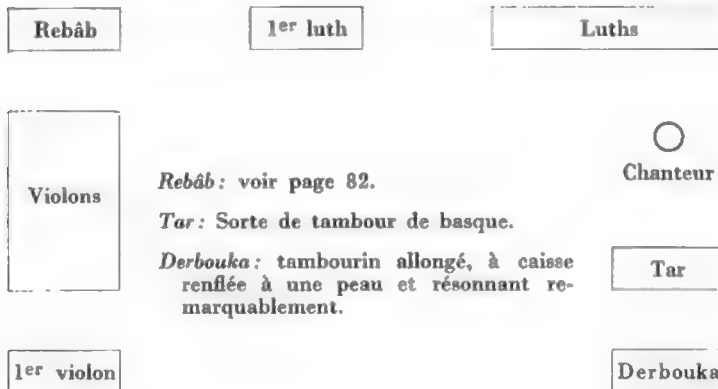 Rebâb
1er luth
Luths
Violons
Chanteur
Rebâb : voir page 82.
Tar : Sorte de tambour de basque.
Derbouka : tambourin allongé, à caisse
renflée à une peau et résonnant re-
marquablement.
Tar
1er violon
Derbouka